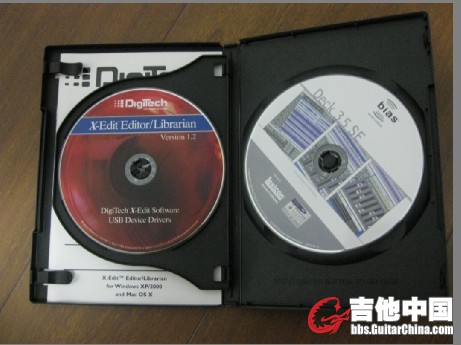 DigiTech
DigiTech
X-Edit Editor/Librarian
Version 1.2
DigiTech X-Edit Software
USB Device Drivers
X-Edit™ Editor/Librarian
for Windows XP/2000
and Mac OS X
bias
Deck 3.5 SE
吉他中国
bbs.GuitarChina.com